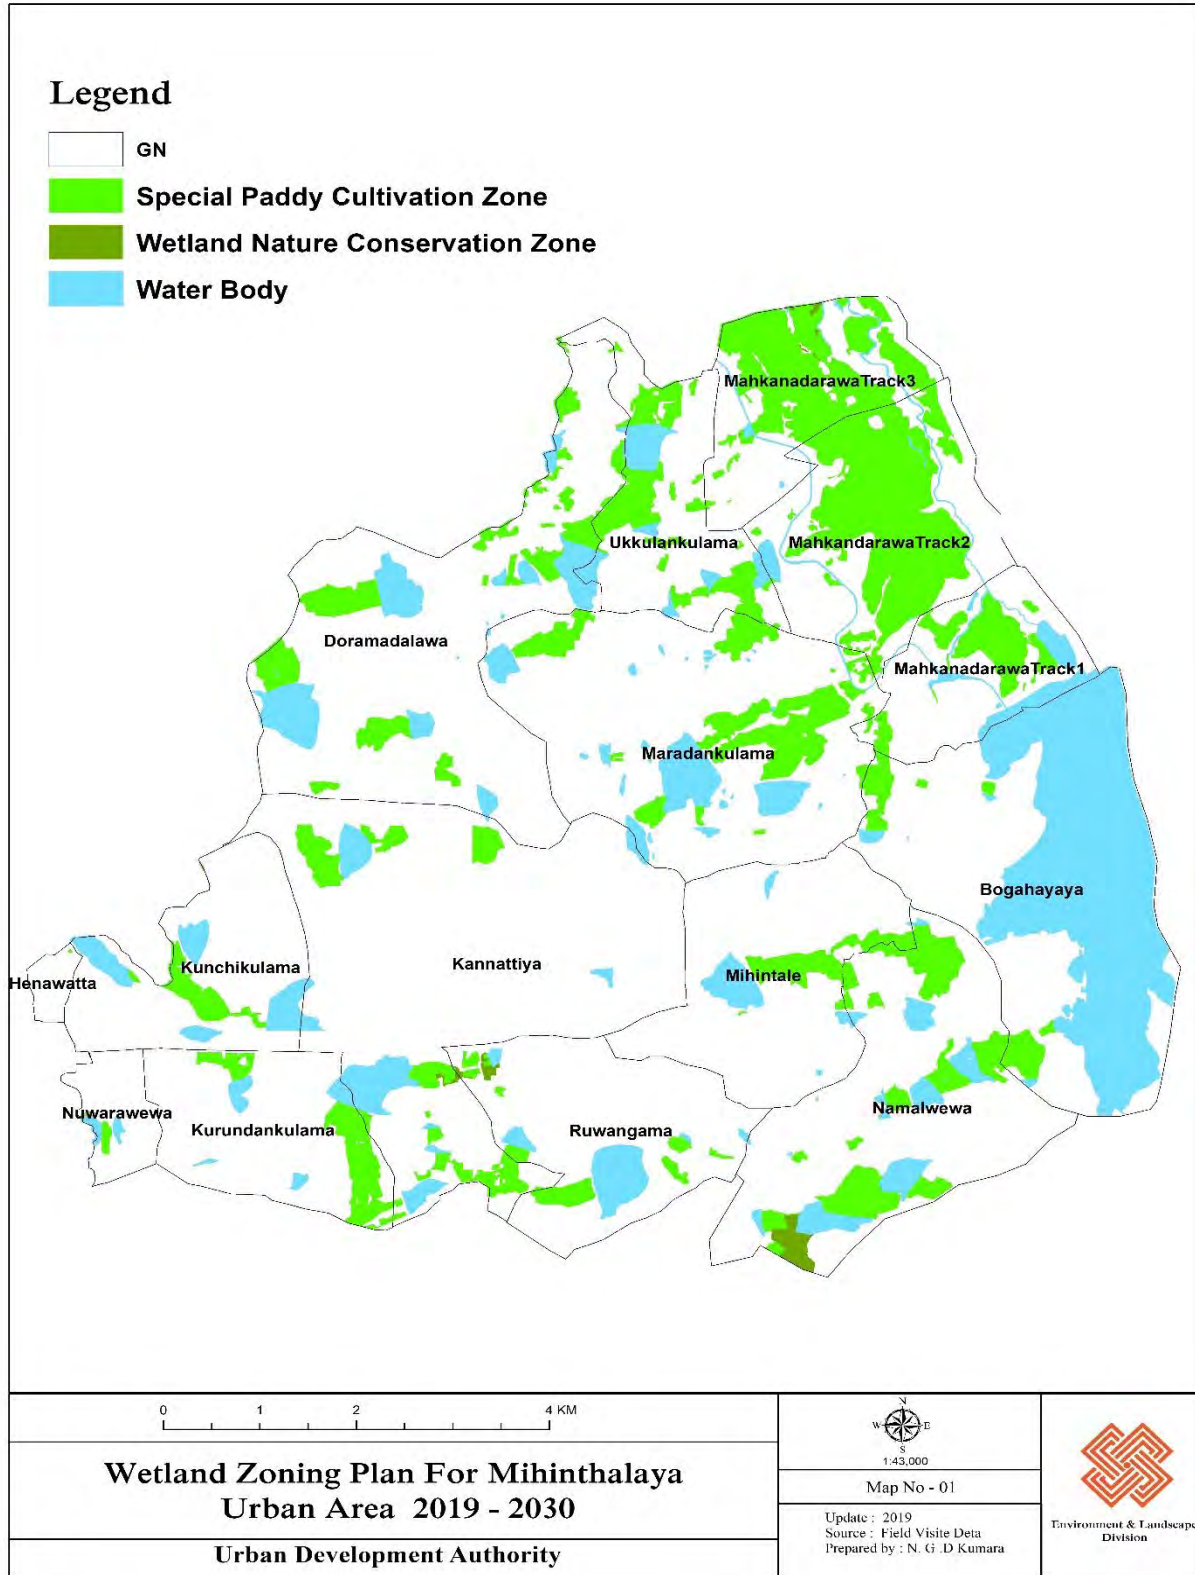 Legend
GN
Special Paddy Cultivation Zone
Wetland Nature Conservation Zone
Water Body
MahkanadarawaTrack3
Ukkulankulama
MahkandarawaTrack2
Doramadalawa
MahkanadarawaTrack1
Maradankulama
Bogahayaya
Kannattiya
Kunchikulama
Mihintale
Henawatta
Namalwewa
Nuwarawewa
Kurundankulama
Ruwangama
0 1 2 4 KM
Wetland Zoning Plan For Mihinthalaya
Urban Area 2019 - 2030
Urban Development Authority
N
W E
S
1:43,000
Map No - 01
Update : 2019
Source : Field Visite Deta
Prepared by : N. G .D Kumara
Environment & Landscape
Division